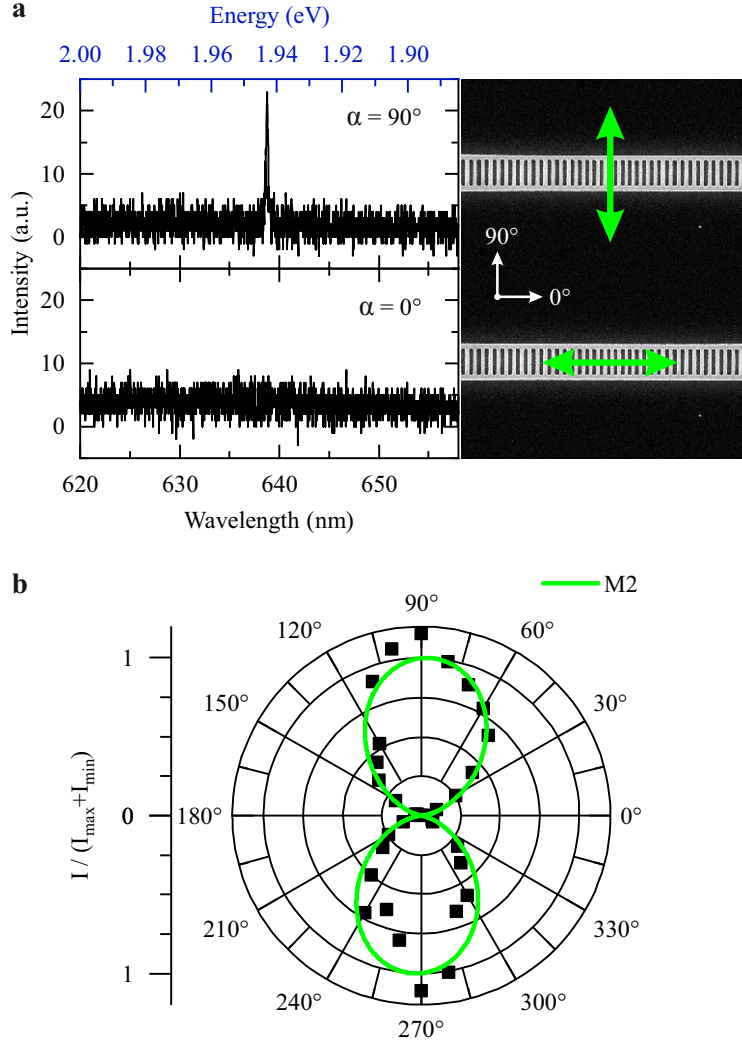 a
Energy (eV)
2.00 1.98 1.96 1.94 1.92 1.90
Intensity (a.u.)
20
10
0
α = 90°
20
10
0
α = 0°
620 630 640 650
Wavelength (nm)
90°
0°
b
M2
I / (Imax+Imin)
1
0
1
90°
120° 60°
150° 30°
180° 0°
210° 330°
240° 300°
270°